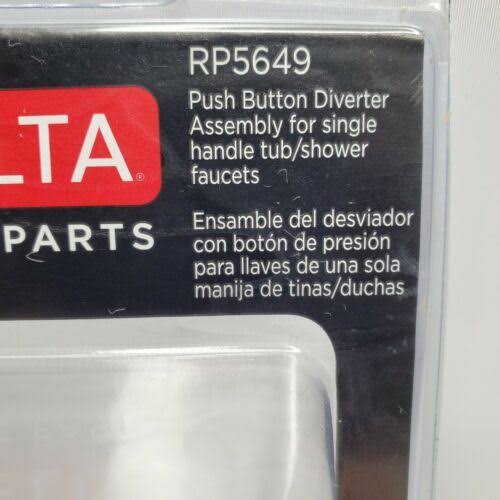 RP5649
Push Button Diverter
Assembly for single
handle tub/shower
faucets
LTA®
PARTS
Ensamble del desviador
con botón de presión
para llaves de una sola
manija de tinas/duchas